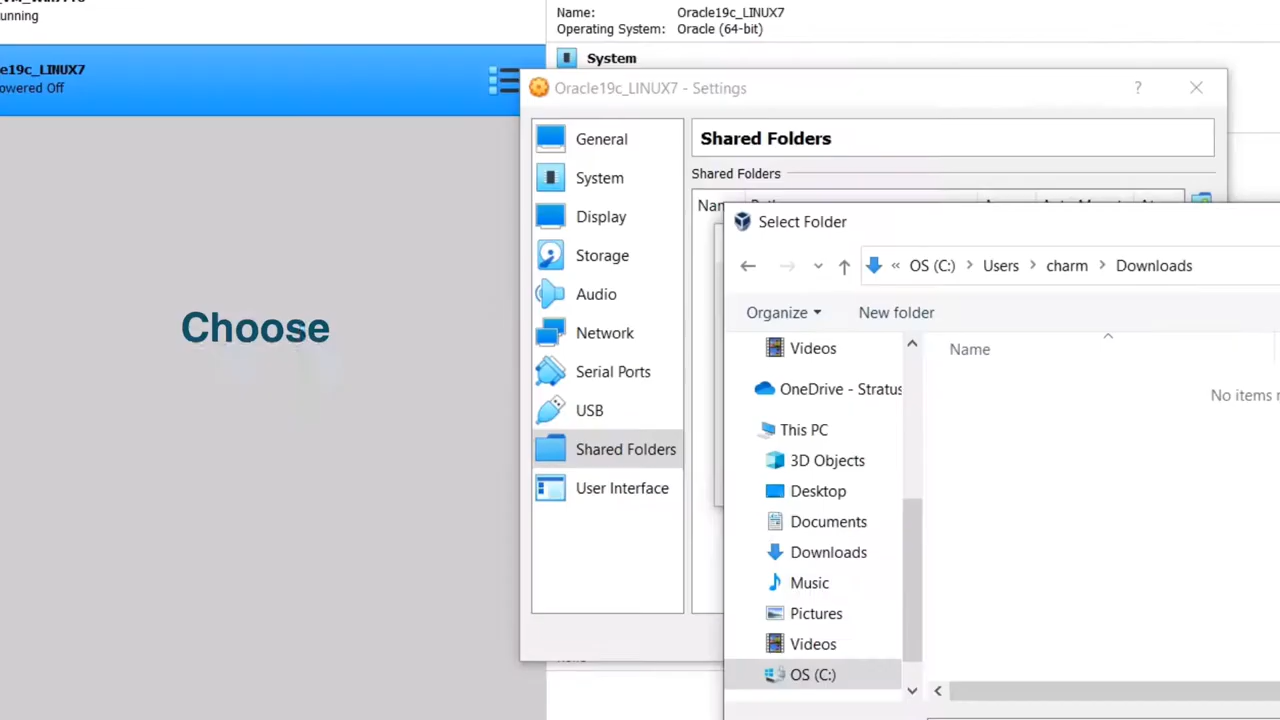 unning
Name: Oracle19c_LINUX7
Operating System: Oracle (64-bit)
System
e19c_LINUX7
owered Off
Oracle19c_LINUX7 - Settings
?
General
System
Display
Storage
Audio
Network
Serial Ports
USB
Shared Folders
User Interface
Shared Folders
Shared Folders
Nam
Select Folder
« OS (C:) > Users > charm > Downloads
Organize New folder
Videos
OneDrive - Stratus
This PC
3D Objects
Desktop
Documents
Downloads
Music
Pictures
Videos
OS (C:)
Name
No items
Choose